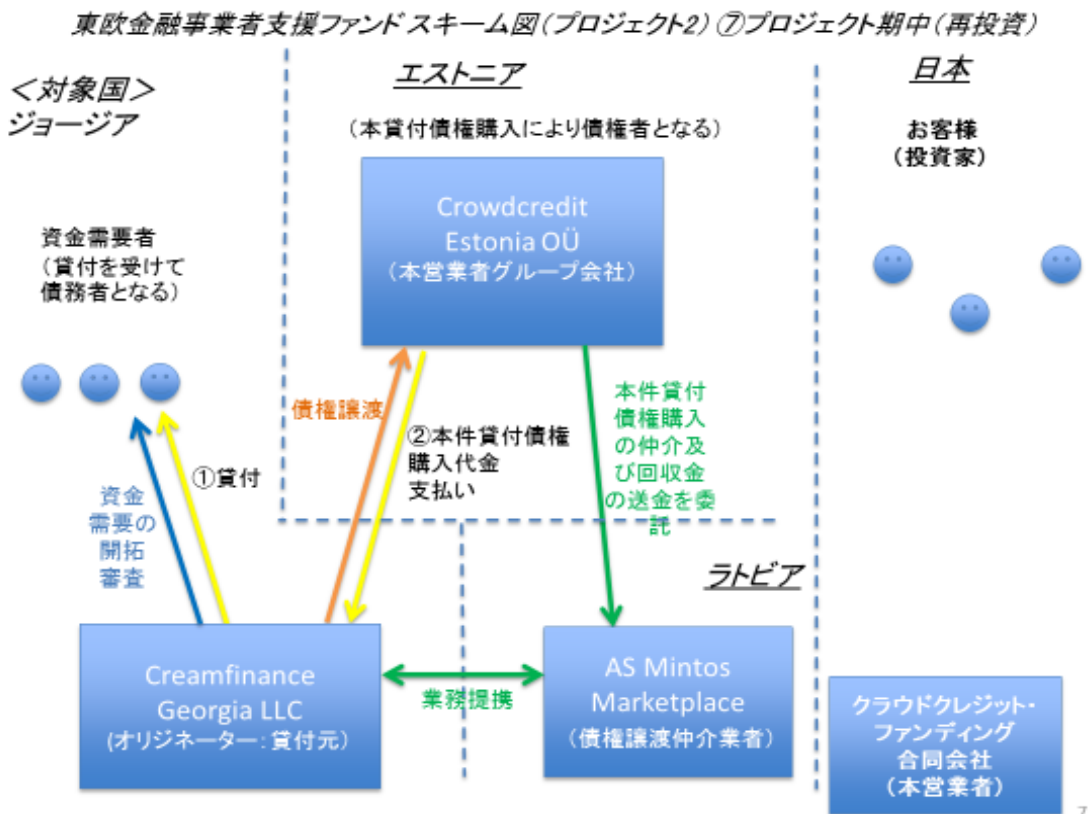 東欧金融事業者支援ファンド スキーム図(プロジェクト2) ⑦プロジェクト期中(再投資)
＜対象国＞
ジョージア
エストニア
日本
(本貸付債権購入により債権者となる)
お客様
(投資家)
Crowdcredit
Estonia OÜ
(本営業者グループ会社)
資金需要者
(貸付を受けて
債務者となる)
債権譲渡
②本件貸付債権
購入代金
支払い
本件貸付
債権購入
の仲介及
び回収金
の送金を委
託
①貸付
資金
需要の
開拓
審査
ラトビア
Creamfinance
Georgia LLC
(オリジネーター：貸付元)
業務提携
AS Mintos
Marketplace
(債権譲渡仲介業者)
クラウドクレジット・
ファンディング
合同会社
(本営業者)
7